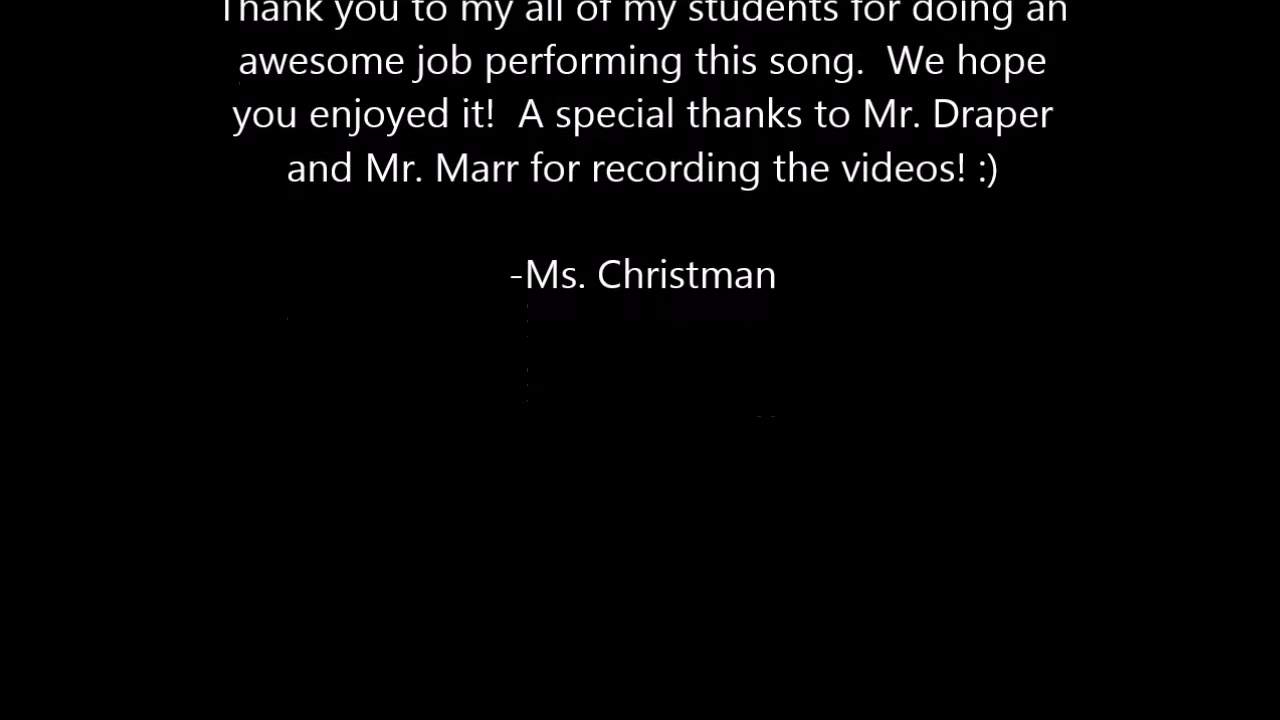 Thank you to my all of my students for doing an
awesome job performing this song.  We hope
you enjoyed it!  A special thanks to Mr. Draper
and Mr. Marr for recording the videos! :)
-Ms. Christman